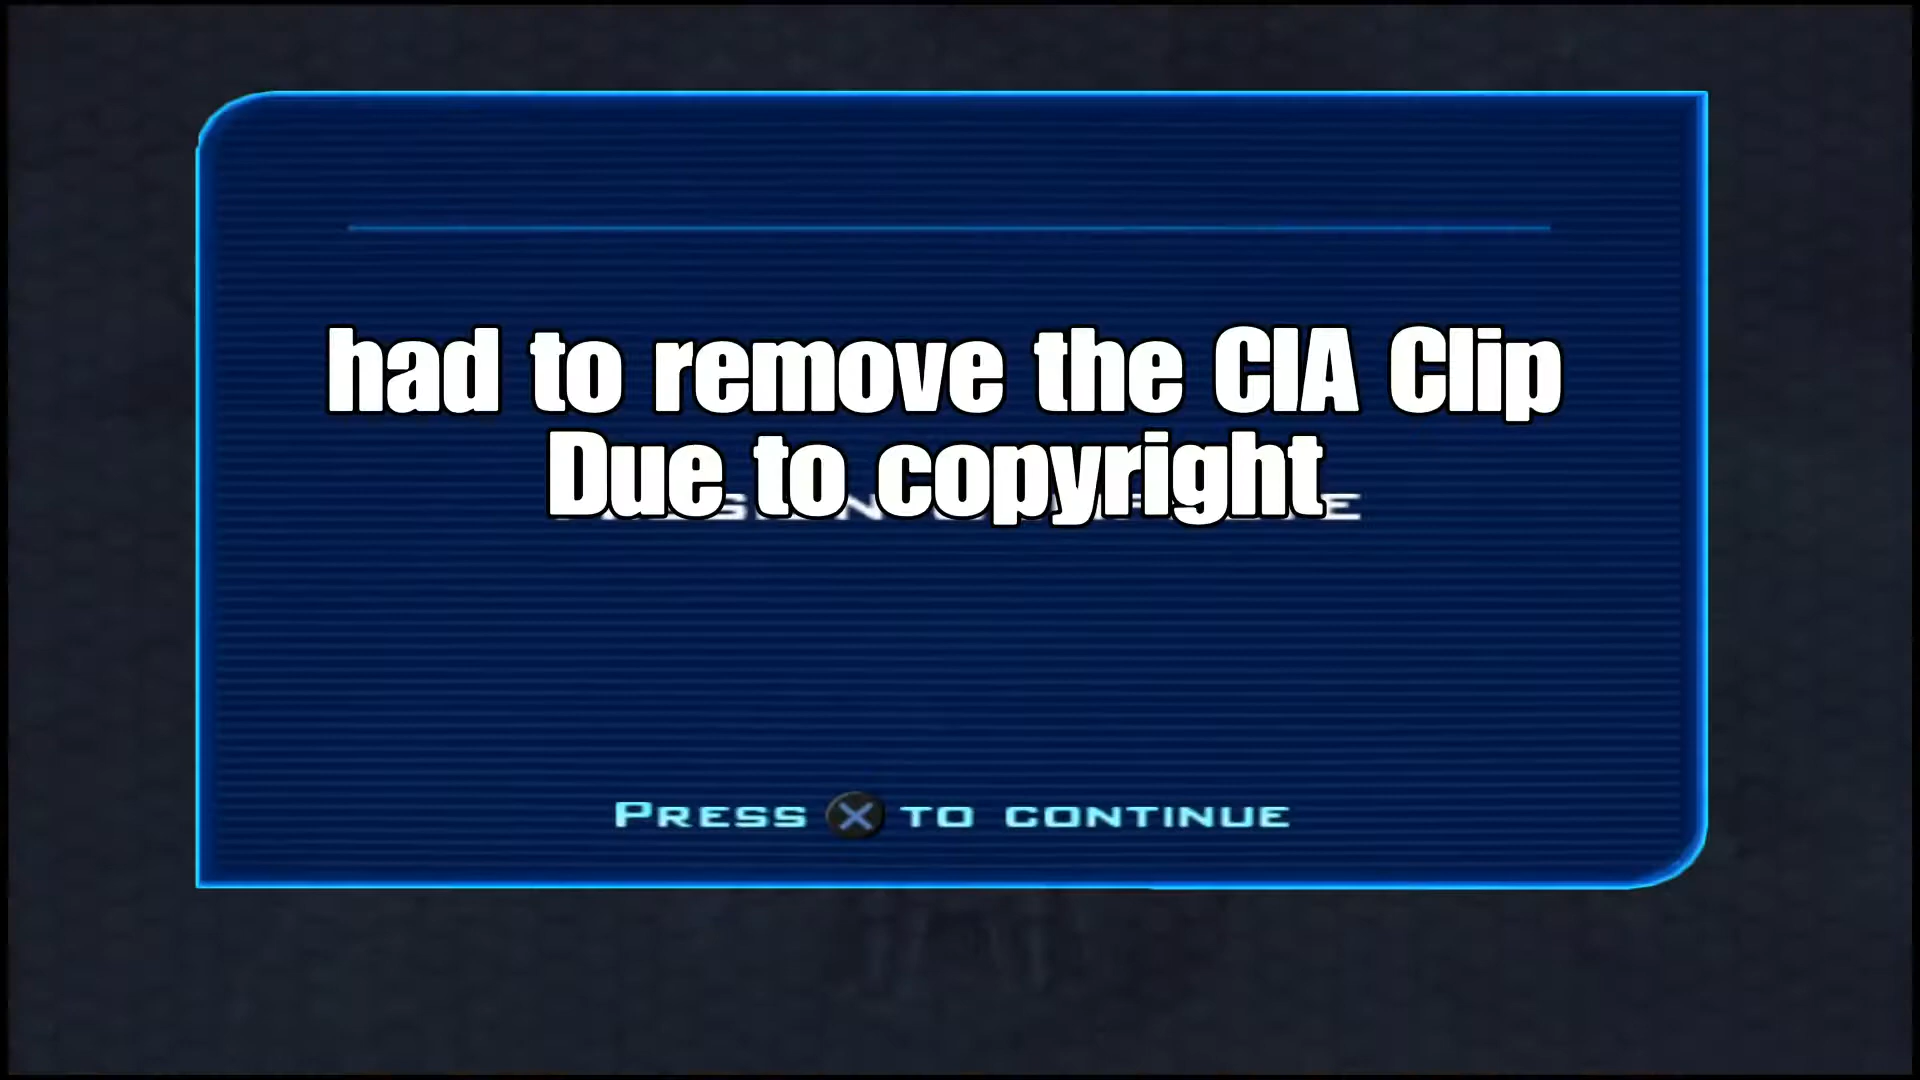 had to remove the CIA Clip
Due to copyright
PRESS X TO CONTINUE